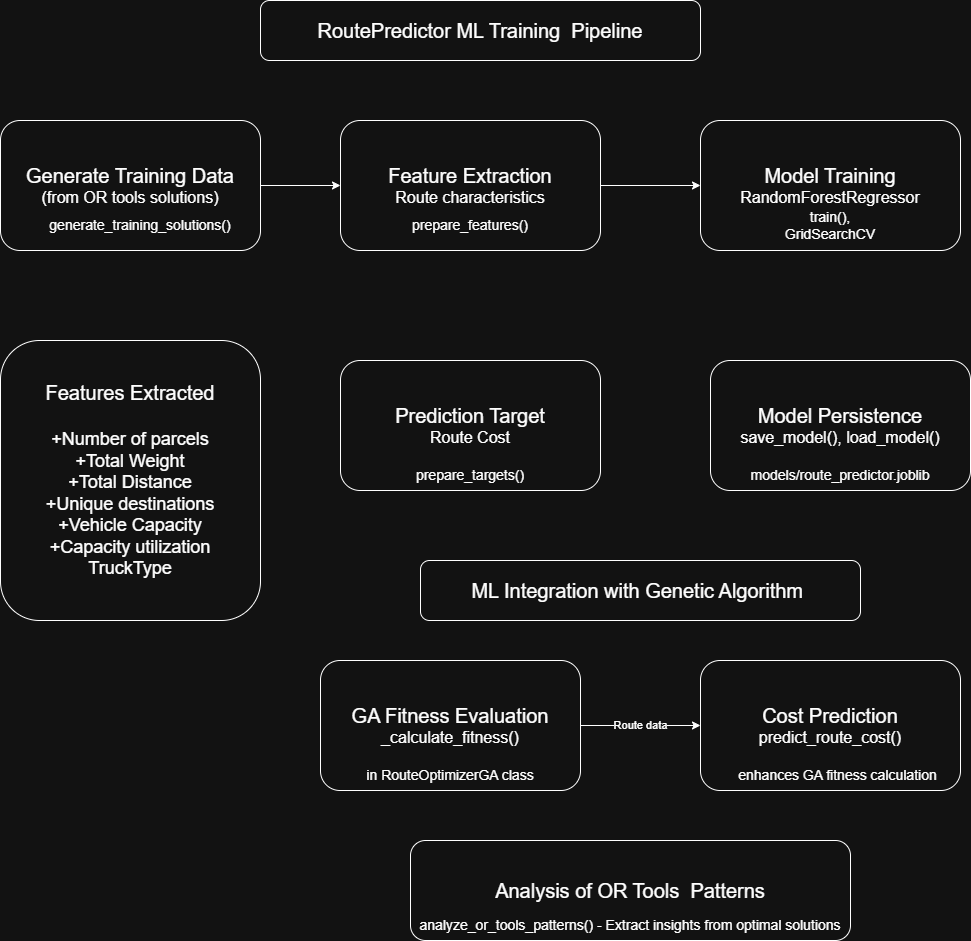 RoutePredictor ML Training Pipeline
Generate Training Data
(from OR tools solutions)
generate_training_solutions()
Feature Extraction
Route characteristics
prepare_features()
Model Training
RandomForestRegressor
train(),
GridSearchCV
Features Extracted
+Number of parcels
+Total Weight
+Total Distance
+Unique destinations
+Vehicle Capacity
+Capacity utilization
TruckType
Prediction Target
Route Cost
prepare_targets()
Model Persistence
save_model(), load_model()
models/route_predictor.joblib
ML Integration with Genetic Algorithm
GA Fitness Evaluation
_calculate_fitness()
in RouteOptimizerGA class
Route data
Cost Prediction
predict_route_cost()
enhances GA fitness calculation
Analysis of OR Tools Patterns
analyze_or_tools_patterns() - Extract insights from optimal solutions